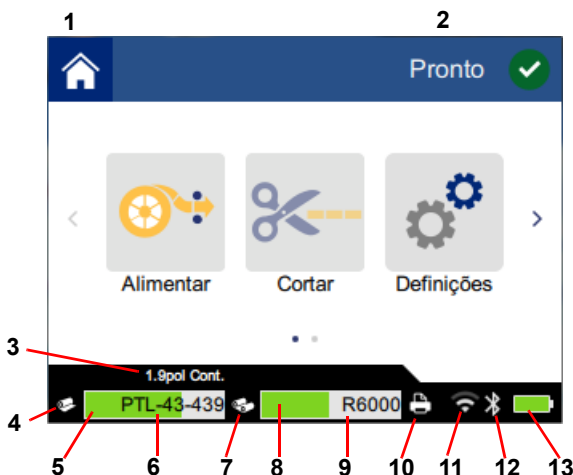 1 2
Pronto
Alimentar Cortar Definições
3
1.9pol Cont.
4
PTL-43-439 R6000
5 6 7 8 9 10 11 12 13